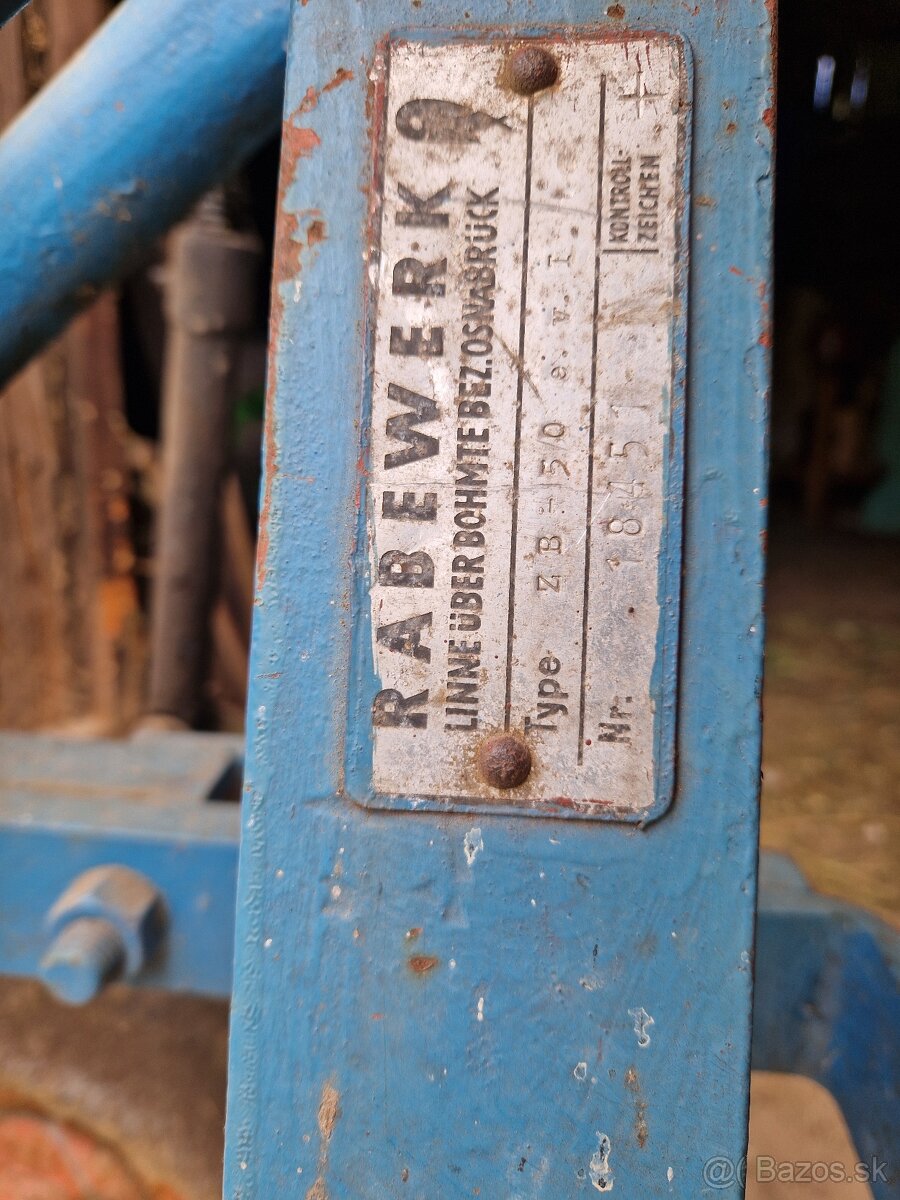 RABEWERK
LINNE ÜBER BOHMTE BEZ. OSNABRÜCK
Type ZB-50 e.w.I
Nr. 18451
KONTROLL-
ZEICHEN
@(Bazos.sk